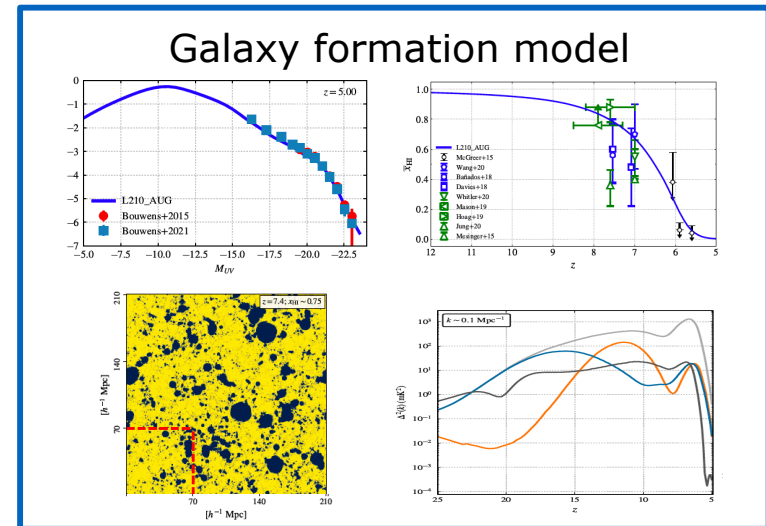 Galaxy formation model
0
−1
−2
−3
−4
−5
−6
−7
z = 5.00
L210_AUG
Bouwens+2015
Bouwens+2021
−5.0 −7.5 −10.0 −12.5 −15.0 −17.5 −20.0 −22.5
M_UV
1.0
0.8
0.6
0.4
0.2
0.0
x̄_HI
L210_AUG
McGreer+15
Wang+20
Bañados+18
Davies+18
Whitler+20
Mason+19
Hoag+19
Jung+20
Mesinger+15
12 11 10 9 8 7 6 5
z
z = 7.4; x_HI ~ 0.75
210
140
70
[h⁻¹ Mpc]
70 140 210
[h⁻¹ Mpc]
k ~ 0.1 Mpc⁻¹
10³
10²
10¹
10⁰
10⁻¹
10⁻²
10⁻³
10⁻⁴
Δ²(k)(mK²)
25 20 15 10 5
z